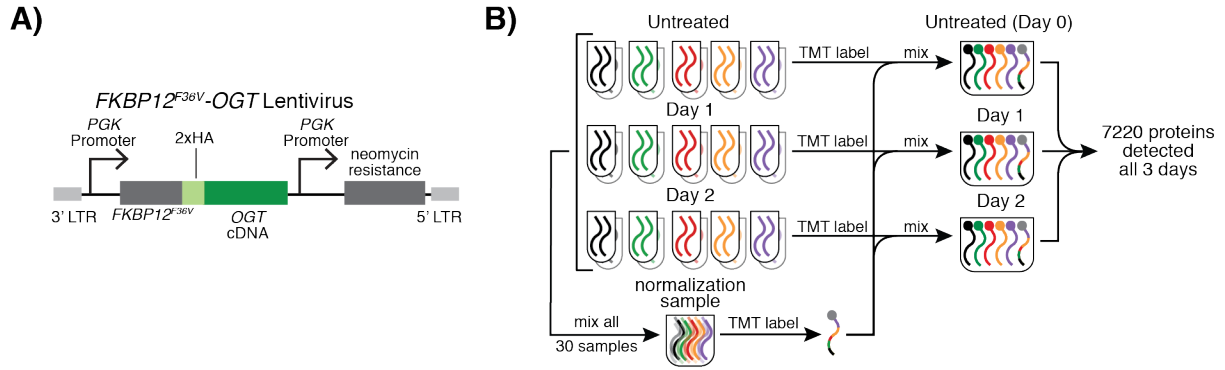 A)
FKBP12F36V-OGT Lentivirus
PGK
Promoter
2xHA
PGK
Promoter
neomycin
resistance
3' LTR
FKBP12F36V
OGT
cDNA
5' LTR
B)
Untreated
TMT label
mix
Untreated (Day 0)
Day 1
TMT label
mix
Day 1
Day 2
TMT label
mix
Day 2
7220 proteins
detected
all 3 days
normalization
sample
mix all
30 samples
TMT label